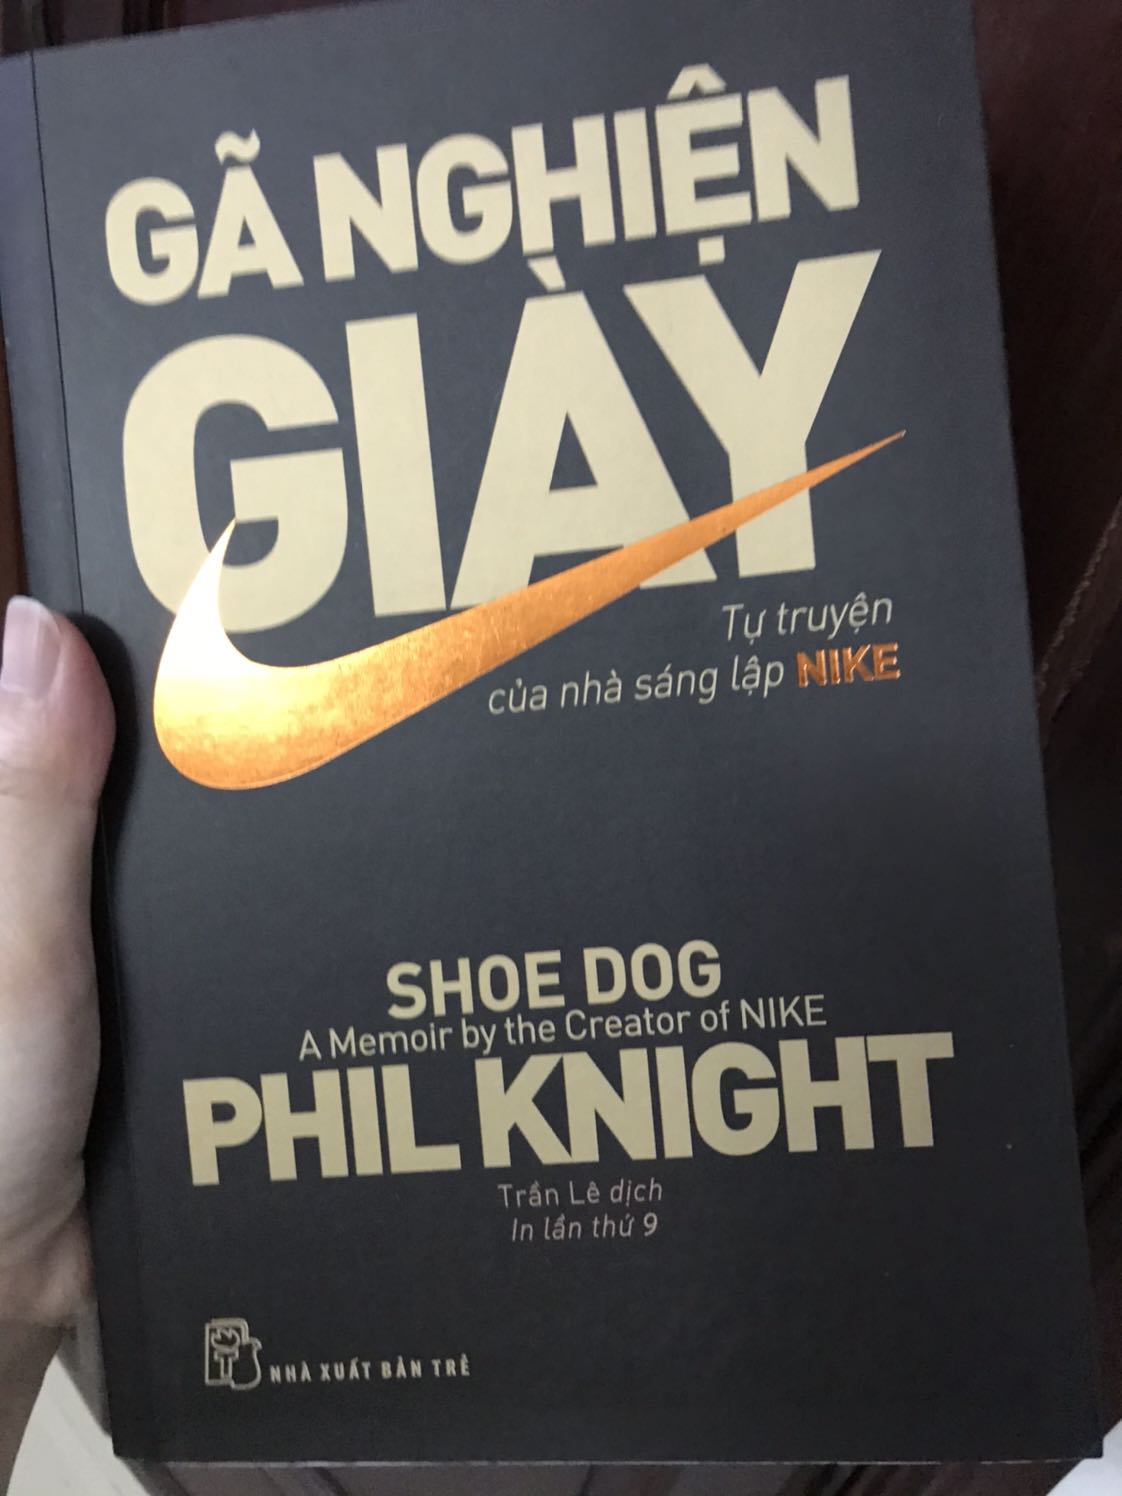 GÃ NGHIỆN
GIÀY
Tự truyện
của nhà sáng lập NIKE
SHOE DOG
A Memoir by the Creator of NIKE
PHIL KNIGHT
Trần Lê dịch
In lần thứ 9
NHÀ XUẤT BẢN TRẺ